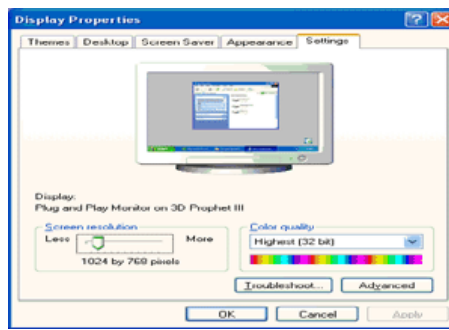 Display Properties
Themes Desktop Screen Saver Appearance Settings
Display:
Plug and Play Monitor on 3D Prophet III
Screen resolution
Less More
1024 by 768 pixels
Color quality
Highest (32 bit)
Troubleshoot... Advanced
OK Cancel Apply